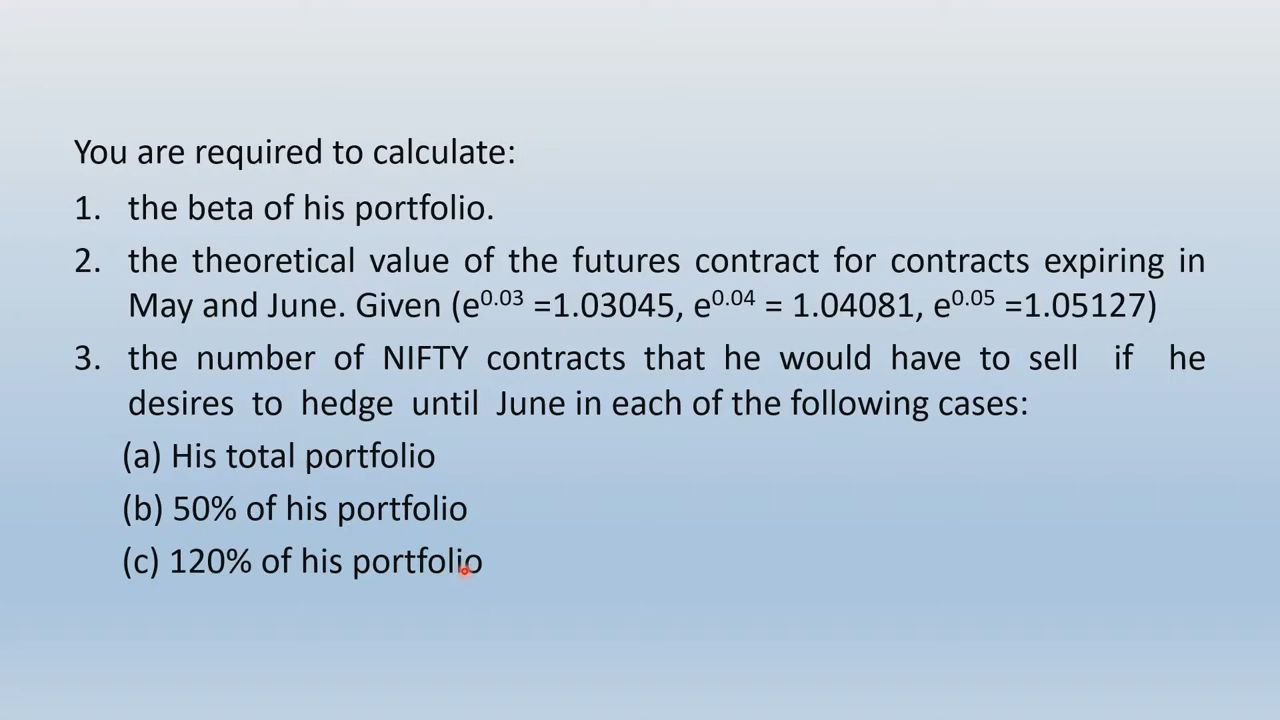 You are required to calculate:
1. the beta of his portfolio.
2. the theoretical value of the futures contract for contracts expiring in
May and June. Given (e^0.03 =1.03045, e^0.04 = 1.04081, e^0.05 =1.05127)
3. the number of NIFTY contracts that he would have to sell if he
desires to hedge until June in each of the following cases:
(a) His total portfolio
(b) 50% of his portfolio
(c) 120% of his portfolio